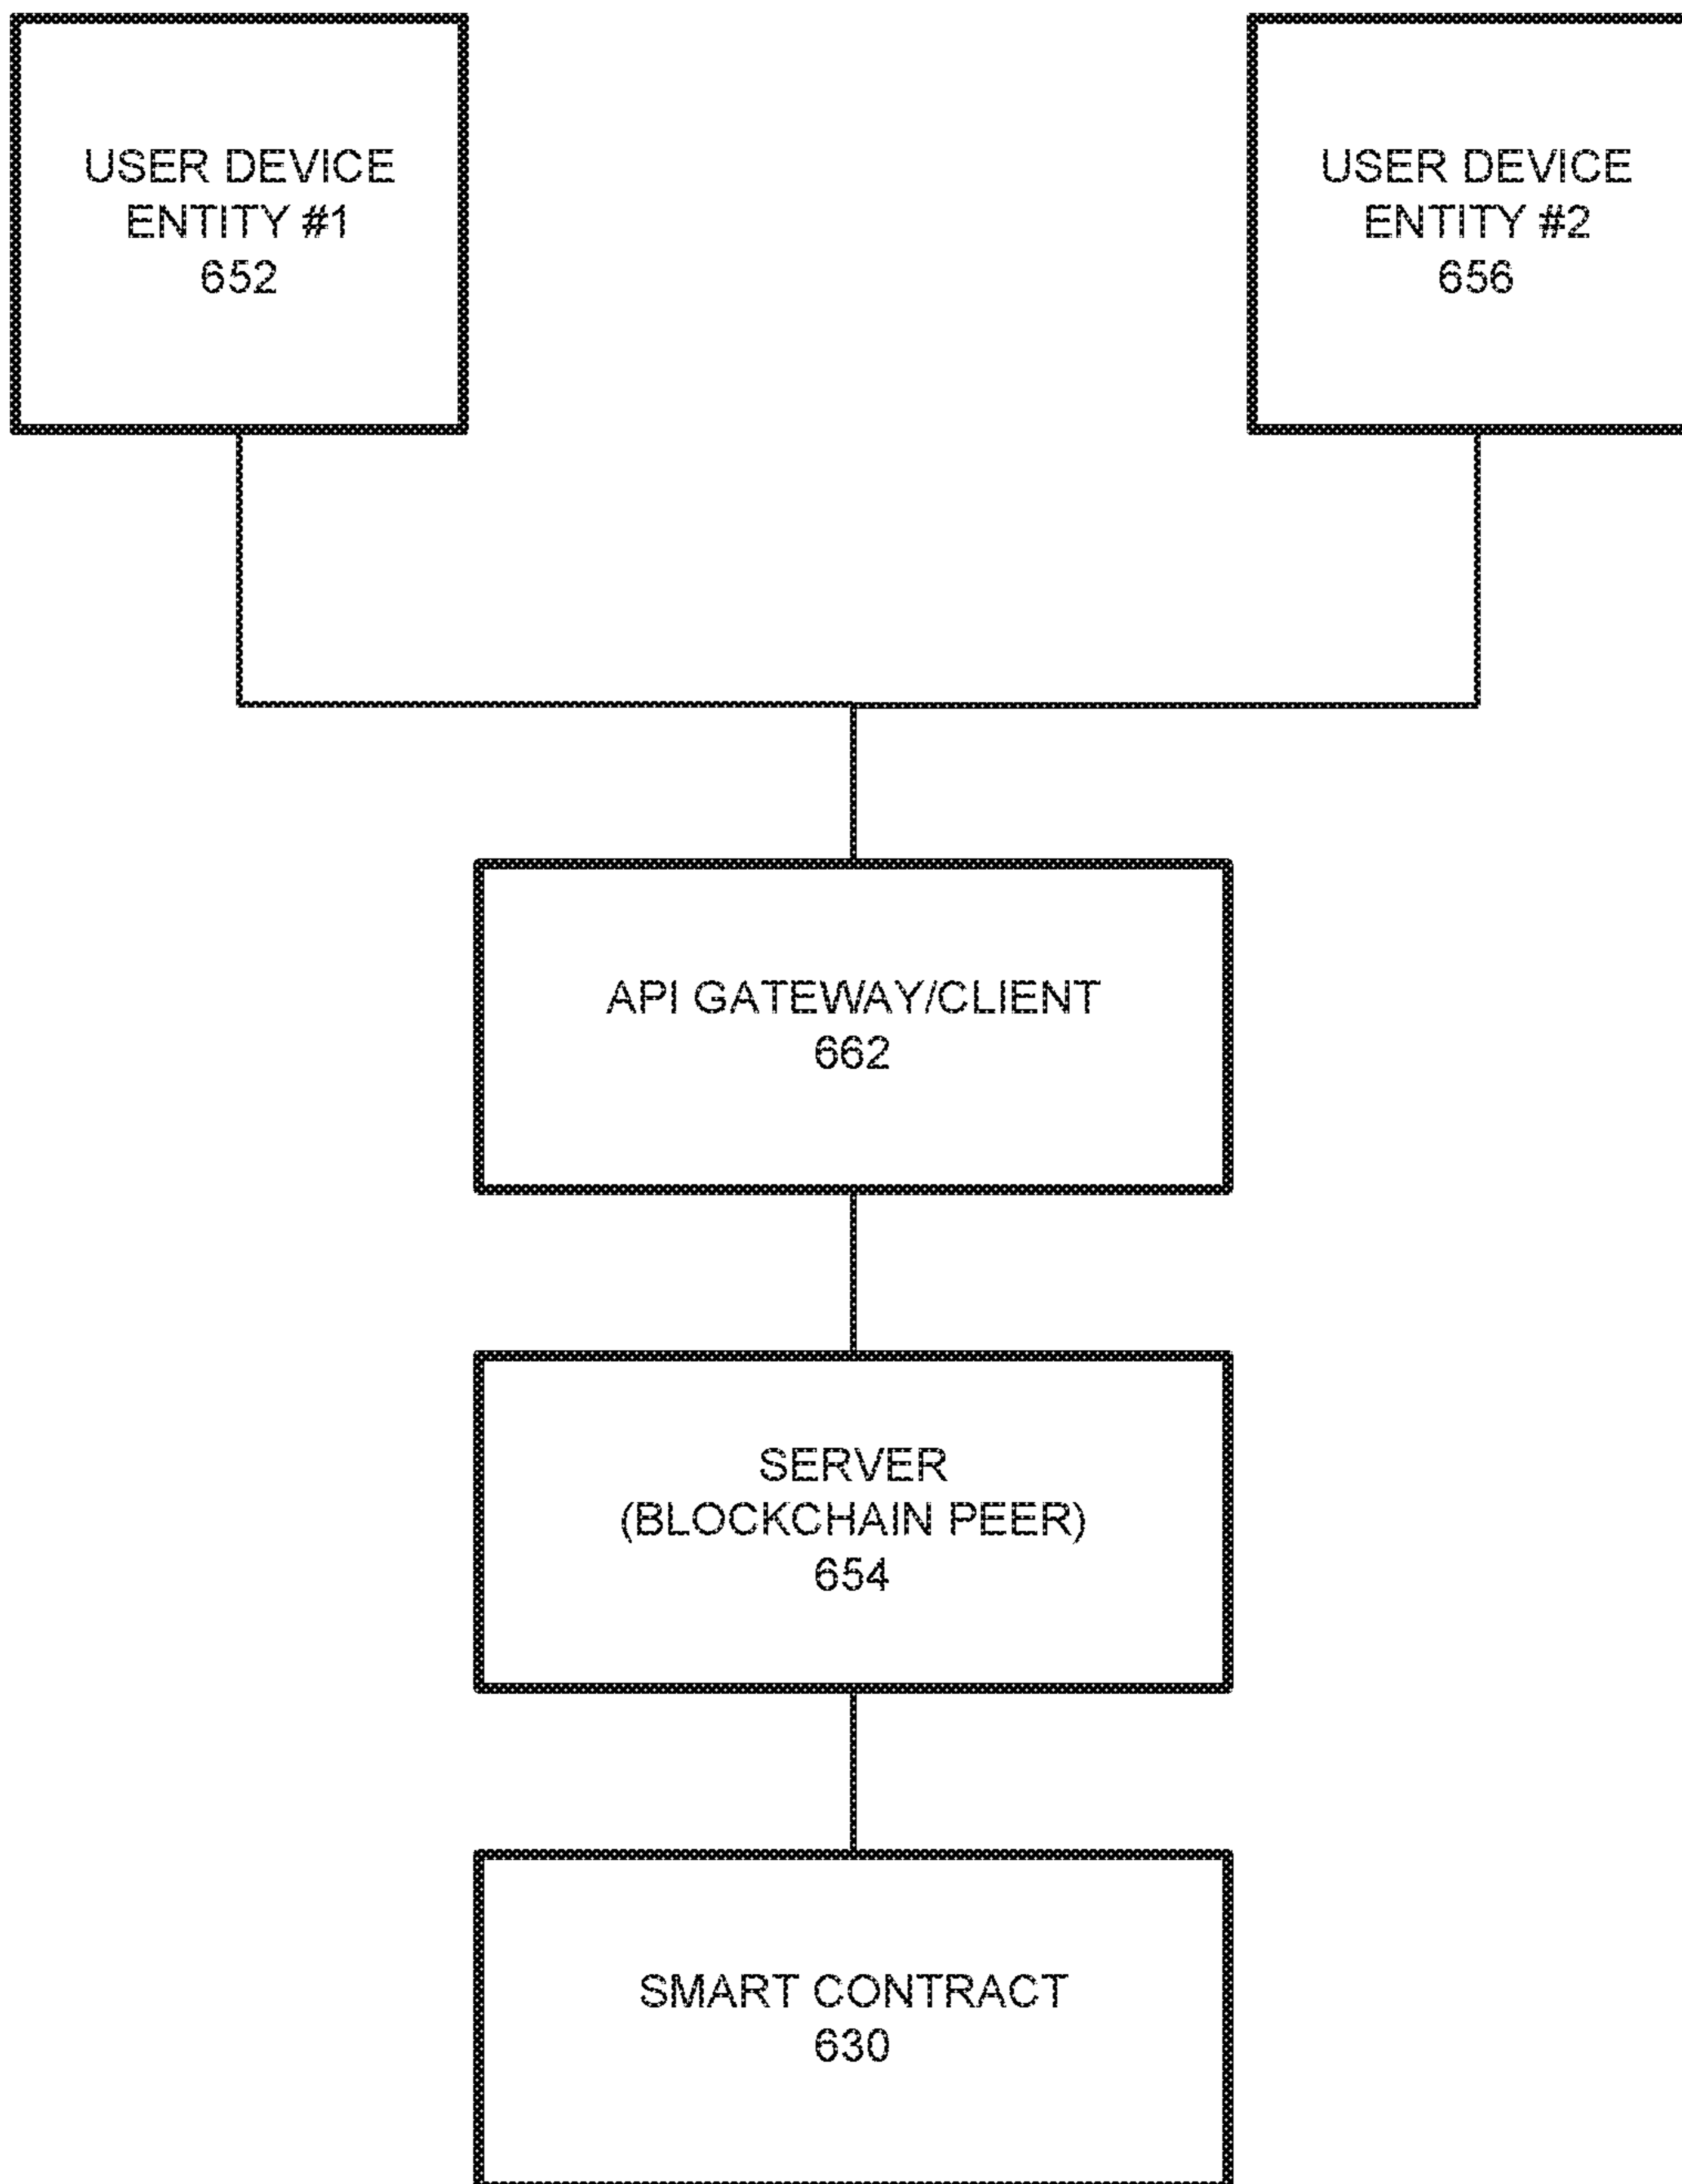 USER DEVICE
ENTITY #1
652
USER DEVICE
ENTITY #2
656
API GATEWAY/CLIENT
662
SERVER
(BLOCKCHAIN PEER)
654
SMART CONTRACT
630